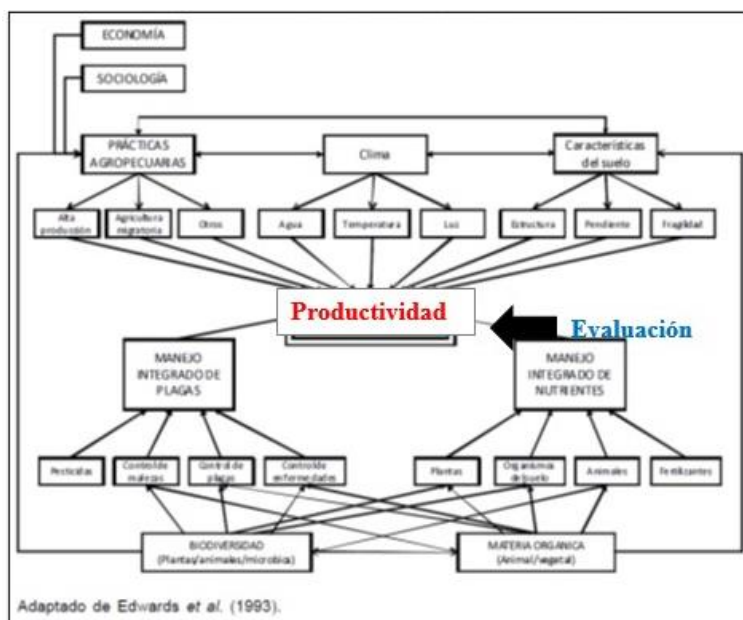 ECONOMÍA
SOCIOLOGÍA
PRÁCTICAS
AGROPECUARIAS
Clima
Características
del suelo
Alta
producción
Agricultura
migratoria
Otros
Agua
Temperatura
Luz
Estructura
Pendiente
Fragilidad
Productividad
Evaluación
MANEJO
INTEGRADO DE
PLAGAS
MANEJO
INTEGRADO DE
NUTRIENTES
Pesticidas
Control de
malezas
Control de
plagas
Control de
enfermedades
Plantas
Organismos
del suelo
Animales
Fertilizantes
BIODIVERSIDAD
(Plantas/animales/microbios)
MATERIA ORGANICA
(Animal/vegetal)
Adaptado de Edwards et al. (1993).